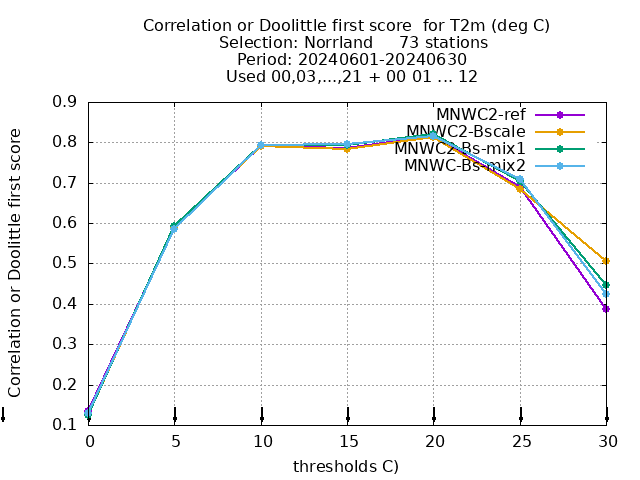 Correlation or Doolittle first score  for T2m (deg C)
Selection: Norrland     73 stations
Period: 20240601-20240630
Used 00,03,...,21 + 00 01 ... 12
Correlation or Doolittle first score
0.9
0.8
0.7
0.6
0.5
0.4
0.3
0.2
0.1
MNWC2-ref
MNWC2-Bscale
MNWC2-Bs-mix1
MNWC-Bs-mix2
0 5 10 15 20 25 30
thresholds C)